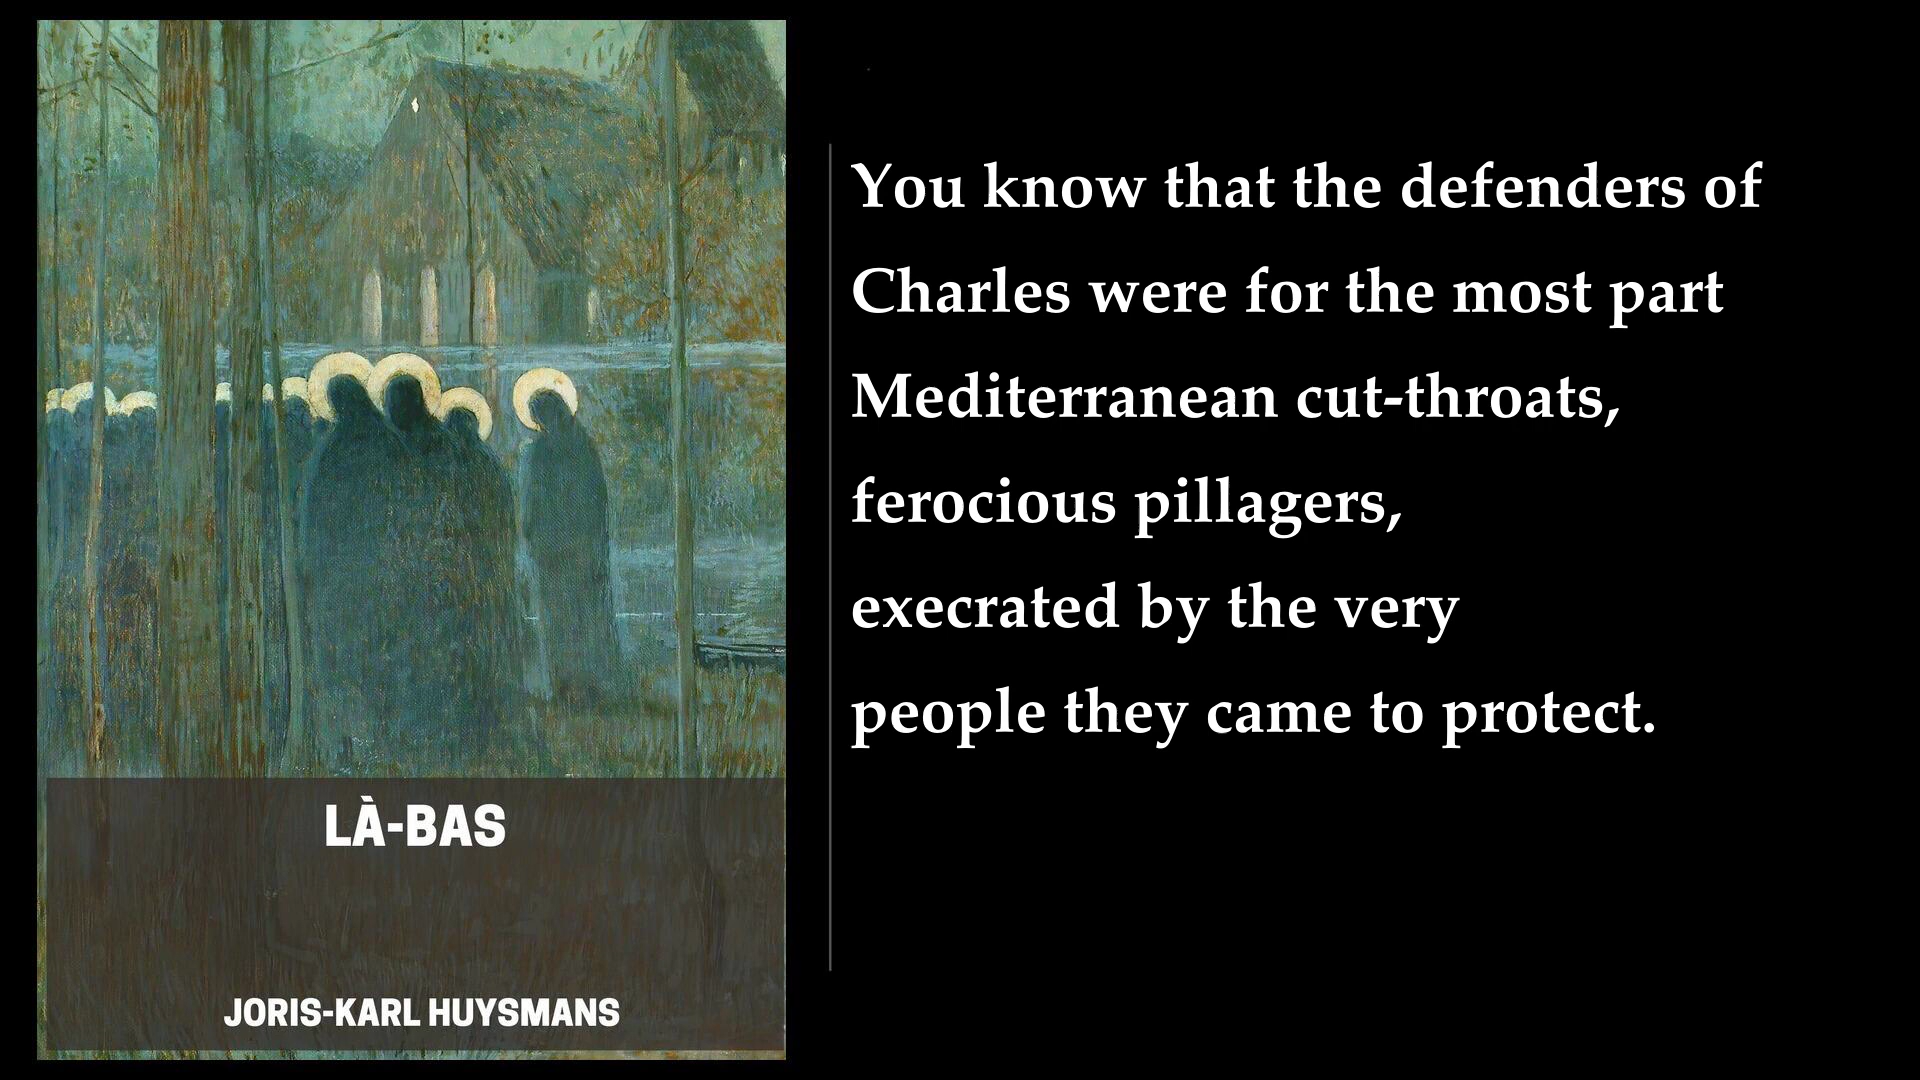 LÀ-BAS
JORIS-KARL HUYSMANS
You know that the defenders of
Charles were for the most part
Mediterranean cut-throats,
ferocious pillagers,
execrated by the very
people they came to protect.